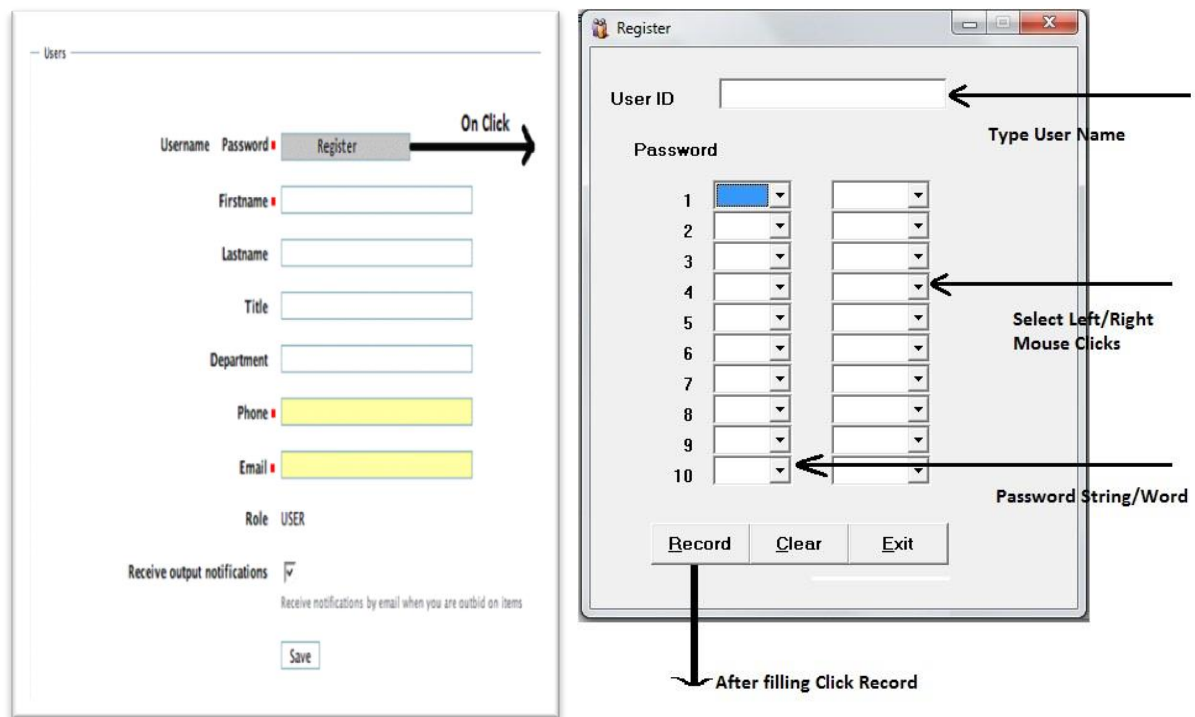 Users
Username Password Register
On Click
Firstname
Lastname
Title
Department
Phone
Email
Role USER
Receive output notifications
Receive notifications by email when you are outbid on items
Save
Register
User ID
Type User Name
Password
1
2
3
4
5
6
7
8
9
10
Select Left/Right
Mouse Clicks
Password String/Word
Record Clear Exit
After filling Click Record